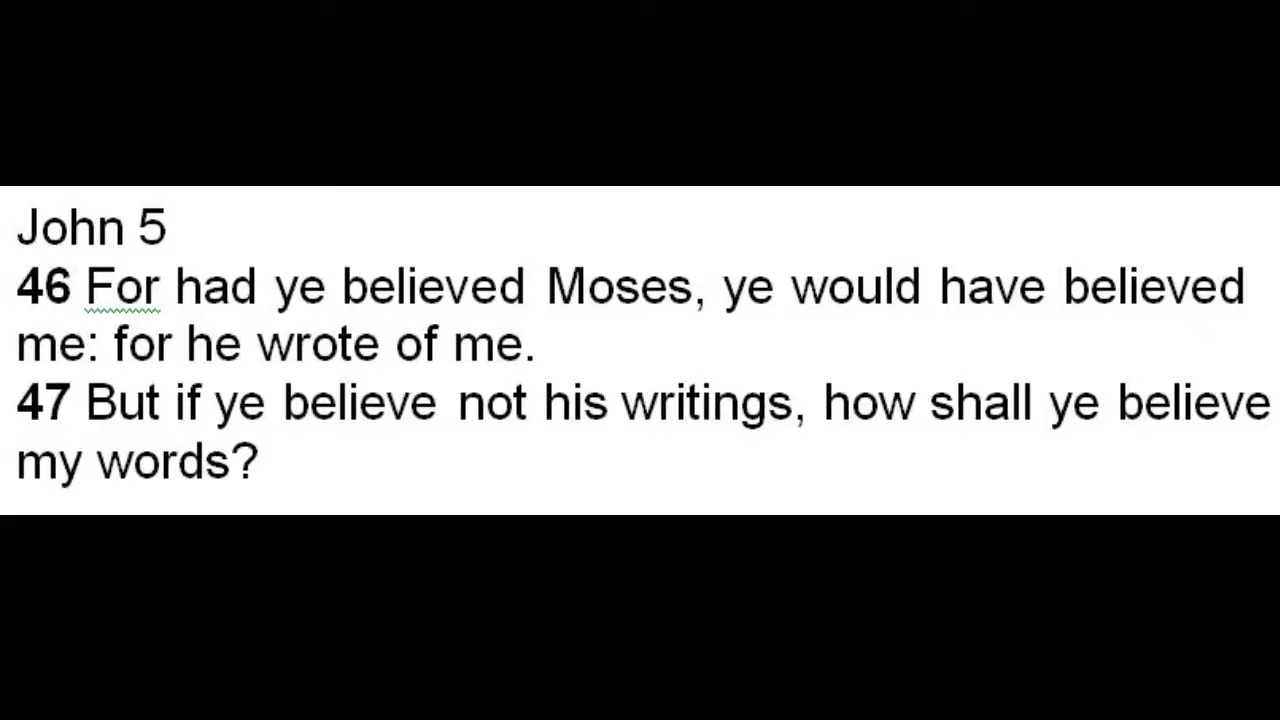 John 5
46 For had ye believed Moses, ye would have believed
me: for he wrote of me.
47 But if ye believe not his writings, how shall ye believe
my words?